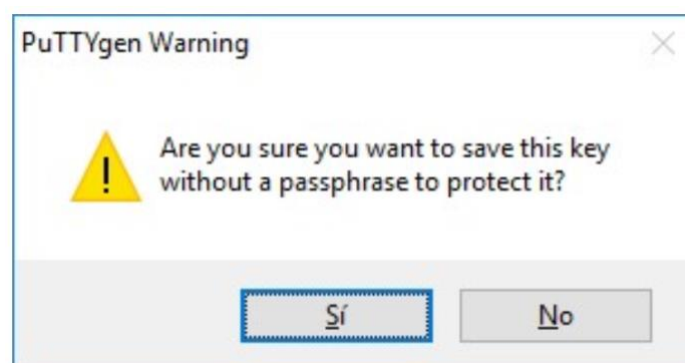 PuTTYgen Warning
Are you sure you want to save this key
without a passphrase to protect it?
Sí
No